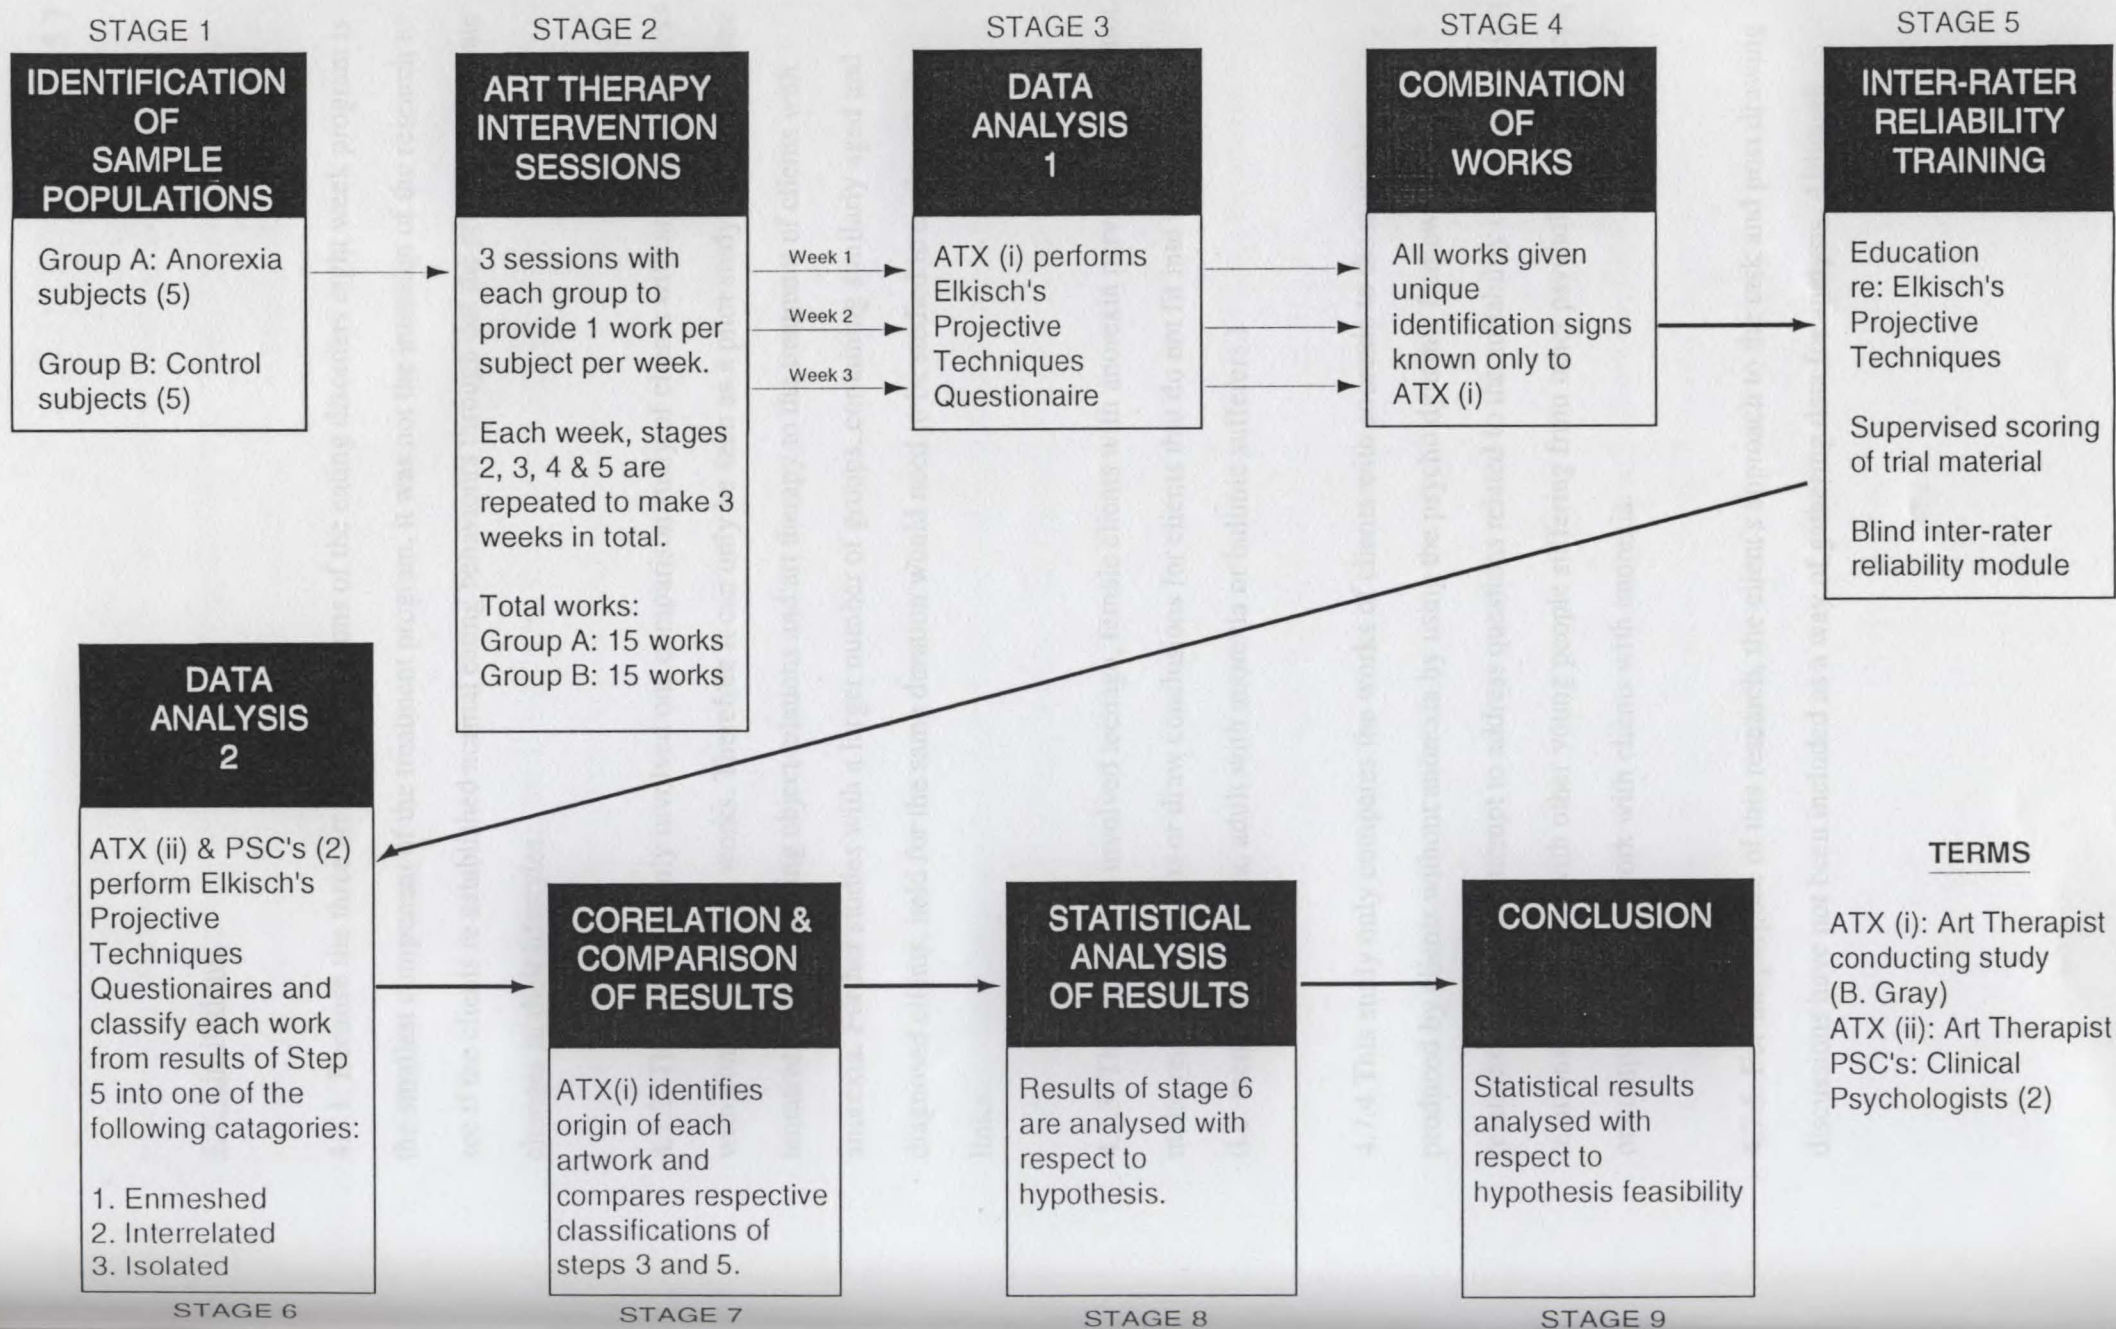 STAGE 1
IDENTIFICATION
OF
SAMPLE
POPULATIONS
Group A: Anorexia
subjects (5)
Group B: Control
subjects (5)
STAGE 2
ART THERAPY
INTERVENTION
SESSIONS
3 sessions with
each group to
provide 1 work per
subject per week.
Each week, stages
2, 3, 4 & 5 are
repeated to make 3
weeks in total.
Total works:
Group A: 15 works
Group B: 15 works
Week 1
Week 2
Week 3
STAGE 3
DATA
ANALYSIS
1
ATX (i) performs
Elkisch's
Projective
Techniques
Questionaire
STAGE 4
COMBINATION
OF
WORKS
All works given
unique
identification signs
known only to
ATX (i)
STAGE 5
INTER-RATER
RELIABILITY
TRAINING
Education
re: Elkisch's
Projective
Techniques
Supervised scoring
of trial material
Blind inter-rater
reliability module
DATA
ANALYSIS
2
ATX (ii) & PSC's (2)
perform Elkisch's
Projective
Techniques
Questionaires and
classify each work
from results of Step
5 into one of the
following catagories:
1. Enmeshed
2. Interrelated
3. Isolated
STAGE 6
CORELATION &
COMPARISON
OF RESULTS
ATX(i) identifies
origin of each
artwork and
compares respective
classifications of
steps 3 and 5.
STAGE 7
STATISTICAL
ANALYSIS
OF RESULTS
Results of stage 6
are analysed with
respect to
hypothesis.
STAGE 8
CONCLUSION
Statistical results
analysed with
respect to
hypothesis feasibility
STAGE 9
TERMS
ATX (i): Art Therapist
conducting study
(B. Gray)
ATX (ii): Art Therapist
PSC's: Clinical
Psychologists (2)